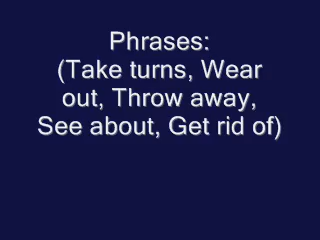 Phrases:
(Take turns, Wear
out, Throw away,
See about, Get rid of)